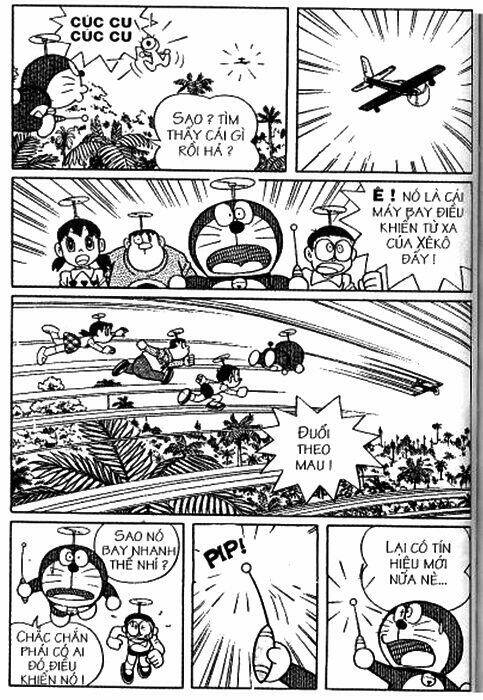 CÚC CU
CÚC CU
SAO ? TÌM
THẤY CÁI GÌ
RỒI HẢ ?
Ê ! NÓ LÀ CÁI
MÁY BAY ĐIỀU
KHIỂN TỪ XA
CỦA XÊKÔ
ĐẤY !
ĐUỔI
THEO
MAU !
SAO NÓ
BAY NHANH
THẾ NHỈ ?
CHẮC CHẮN
PHẢI CÓ AI
ĐÓ ĐIỀU
KHIỂN NÓ !
PIP!
LẠI CÓ TÍN
HIỆU MỚI
NỮA NÈ...